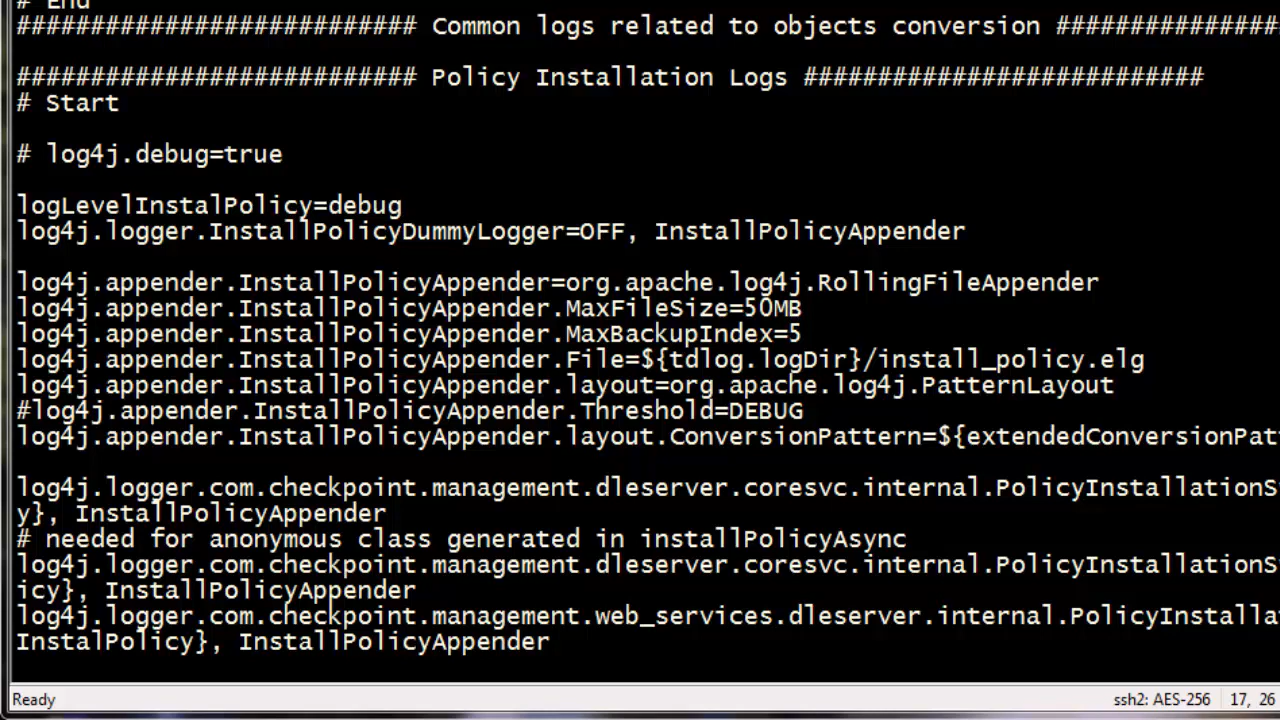 # End
########################### Common logs related to objects conversion ###############
########################### Policy Installation Logs ###########################
# Start
# log4j.debug=true
logLevelInstalPolicy=debug
log4j.logger.InstallPolicyDummyLogger=OFF, InstallPolicyAppender
log4j.appender.InstallPolicyAppender=org.apache.log4j.RollingFileAppender
log4j.appender.InstallPolicyAppender.MaxFileSize=50MB
log4j.appender.InstallPolicyAppender.MaxBackupIndex=5
log4j.appender.InstallPolicyAppender.File=${tdlog.logDir}/install_policy.elg
log4j.appender.InstallPolicyAppender.layout=org.apache.log4j.PatternLayout
#log4j.appender.InstallPolicyAppender.Threshold=DEBUG
log4j.appender.InstallPolicyAppender.layout.ConversionPattern=${extendedConversionPat
log4j.logger.com.checkpoint.management.dleserver.coresvc.internal.PolicyInstallationS
y}, InstallPolicyAppender
# needed for anonymous class generated in installPolicyAsync
log4j.logger.com.checkpoint.management.dleserver.coresvc.internal.PolicyInstallationS
icy}, InstallPolicyAppender
log4j.logger.com.checkpoint.management.web_services.dleserver.internal.PolicyInstalla
InstalPolicy}, InstallPolicyAppender
Ready
ssh2: AES-256
17, 26